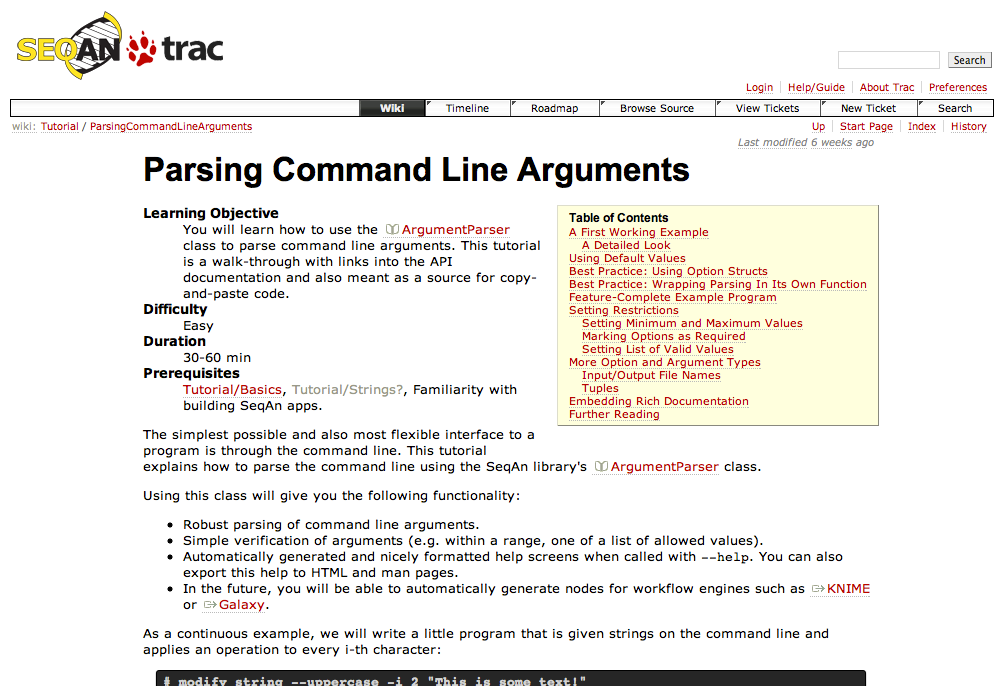 SEQAN trac
Search
Login Help/Guide About Trac Preferences
Wiki Timeline Roadmap Browse Source View Tickets New Ticket Search
wiki: Tutorial / ParsingCommandLineArguments
Up Start Page Index History
Last modified 6 weeks ago
Parsing Command Line Arguments
Learning Objective
You will learn how to use the ArgumentParser
class to parse command line arguments. This tutorial
is a walk-through with links into the API
documentation and also meant as a source for copy-
and-paste code.
Difficulty
Easy
Duration
30-60 min
Prerequisites
Tutorial/Basics, Tutorial/Strings?, Familiarity with
building SeqAn apps.
Table of Contents
A First Working Example
A Detailed Look
Using Default Values
Best Practice: Using Option Structs
Best Practice: Wrapping Parsing In Its Own Function
Feature-Complete Example Program
Setting Restrictions
Setting Minimum and Maximum Values
Marking Options as Required
Setting List of Valid Values
More Option and Argument Types
Input/Output File Names
Tuples
Embedding Rich Documentation
Further Reading
The simplest possible and also most flexible interface to a
program is through the command line. This tutorial
explains how to parse the command line using the SeqAn library's ArgumentParser class.
Using this class will give you the following functionality:
• Robust parsing of command line arguments.
• Simple verification of arguments (e.g. within a range, one of a list of allowed values).
• Automatically generated and nicely formatted help screens when called with --help. You can also
export this help to HTML and man pages.
• In the future, you will be able to automatically generate nodes for workflow engines such as KNIME
or Galaxy.
As a continuous example, we will write a little program that is given strings on the command line and
applies an operation to every i-th character:
# modify_string --uppercase -i 2 "This is some text!"